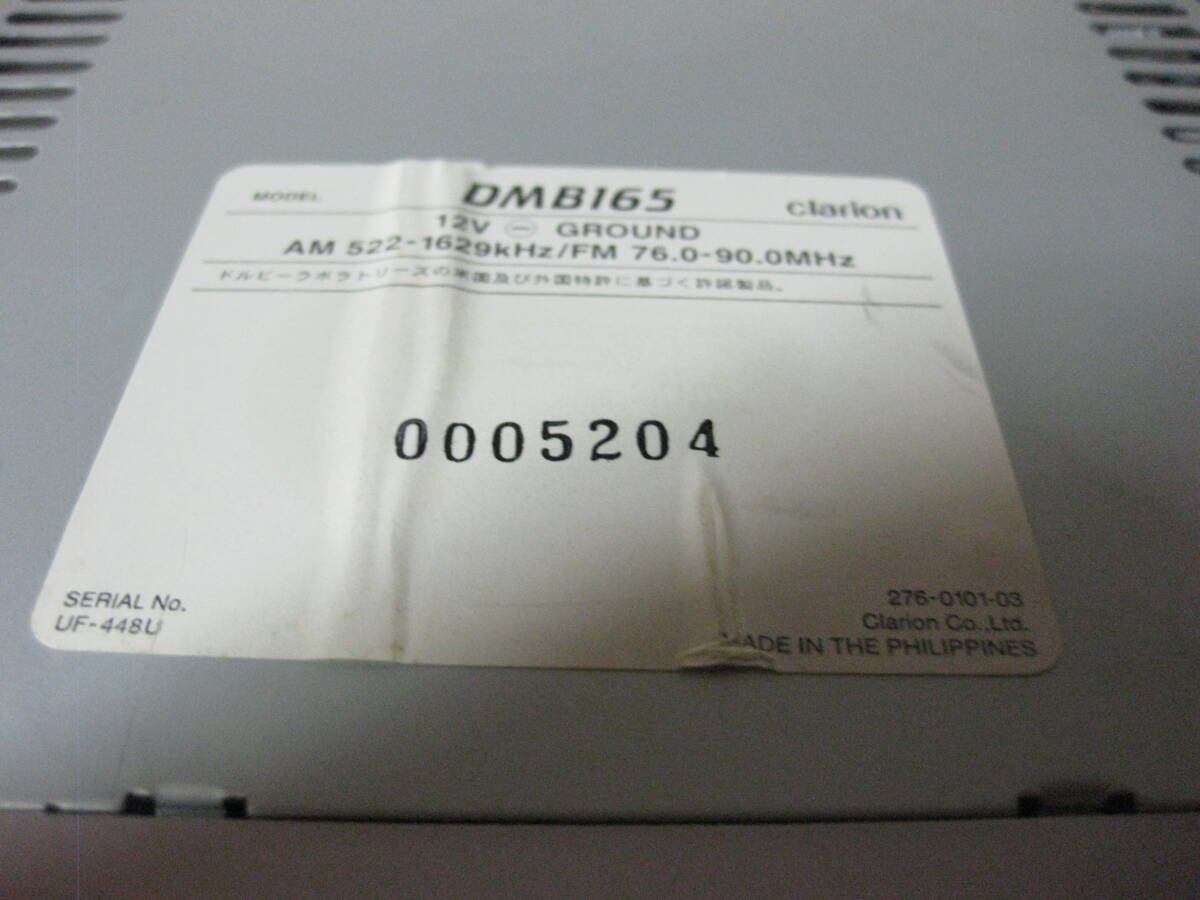 MODEL DMB165 clarion
12V ⊖ GROUND
AM 522-1629kHz/FM 76.0-90.0MHz
ドルビーラボラトリーズの米国及び外国特許に基づく許諾製品。
0005204
SERIAL No.
UF-448U
276-0101-03
Clarion Co.,Ltd.
MADE IN THE PHILIPPINES